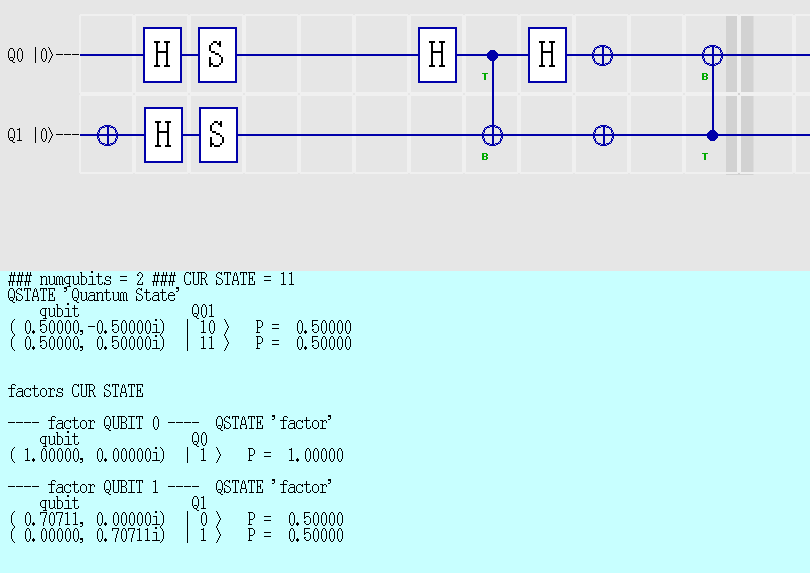 Q0 |0⟩--- H S H T H B
Q1 |0⟩--- H S B T
### numqubits = 2 ### CUR STATE = 11
QSTATE 'Quantum State'
qubit Q01
( 0.50000,-0.50000i) | 10 ⟩ P = 0.50000
( 0.50000, 0.50000i) | 11 ⟩ P = 0.50000
factors CUR STATE
---- factor QUBIT 0 ---- QSTATE 'factor'
qubit Q0
( 1.00000, 0.00000i) | 1 ⟩ P = 1.00000
---- factor QUBIT 1 ---- QSTATE 'factor'
qubit Q1
( 0.70711, 0.00000i) | 0 ⟩ P = 0.50000
( 0.00000, 0.70711i) | 1 ⟩ P = 0.50000